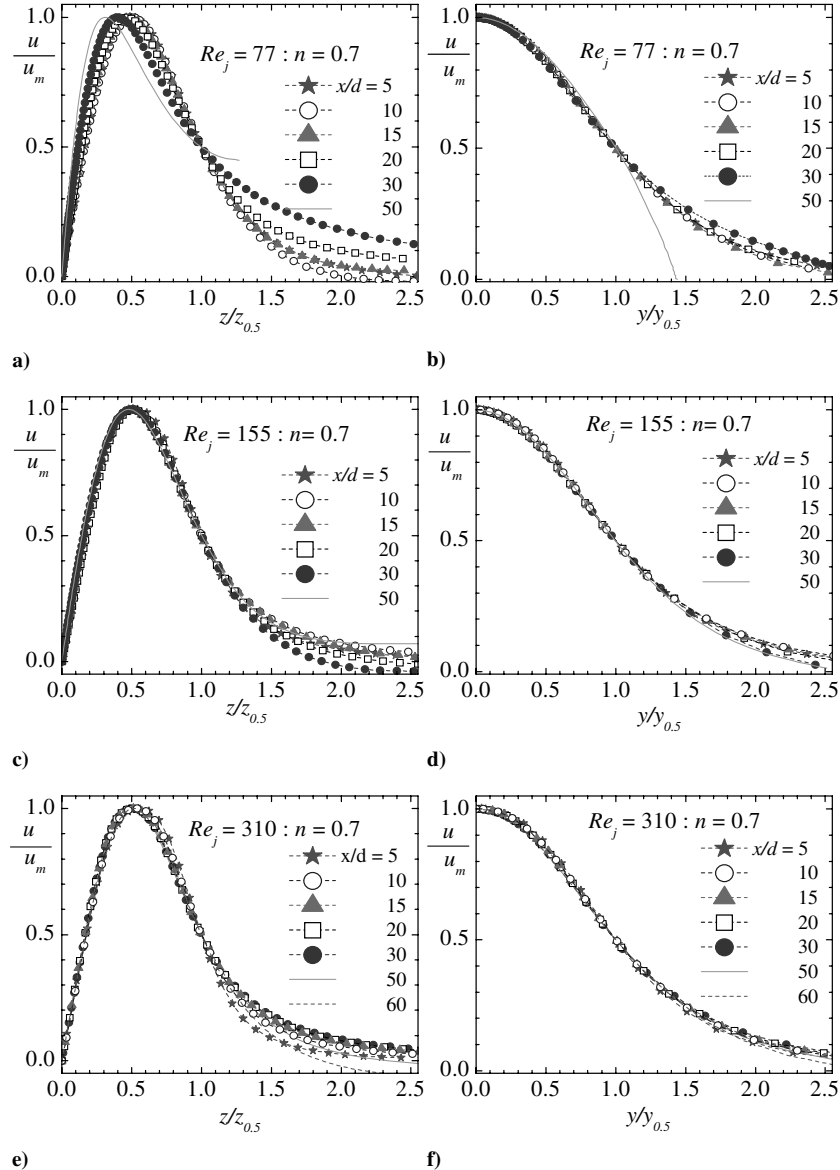 1.0
u
u_m
0.5
0.0
Re_j = 77 : n = 0.7
x/d = 5
10
15
20
30
50
0.0 0.5 1.0 1.5 2.0 2.5
z/z_0.5
a)
1.0
u
u_m
0.5
0.0
Re_j = 77 : n = 0.7
x/d = 5
10
15
20
30
50
0.0 0.5 1.0 1.5 2.0 2.5
y/y_0.5
b)
1.0
u
u_m
0.5
0.0
Re_j = 155 : n= 0.7
x/d = 5
10
15
20
30
50
0.0 0.5 1.0 1.5 2.0 2.5
z/z_0.5
c)
1.0
u
u_m
0.5
0.0
Re_j = 155 : n= 0.7
x/d = 5
10
15
20
30
50
0.0 0.5 1.0 1.5 2.0 2.5
y/y_0.5
d)
1.0
u
u_m
0.5
0.0
Re_j = 310 : n = 0.7
x/d = 5
10
15
20
30
50
60
0.0 0.5 1.0 1.5 2.0 2.5
z/z_0.5
e)
1.0
u
u_m
0.5
0.0
Re_j = 310 : n = 0.7
x/d = 5
10
15
20
30
50
60
0.0 0.5 1.0 1.5 2.0 2.5
y/y_0.5
f)